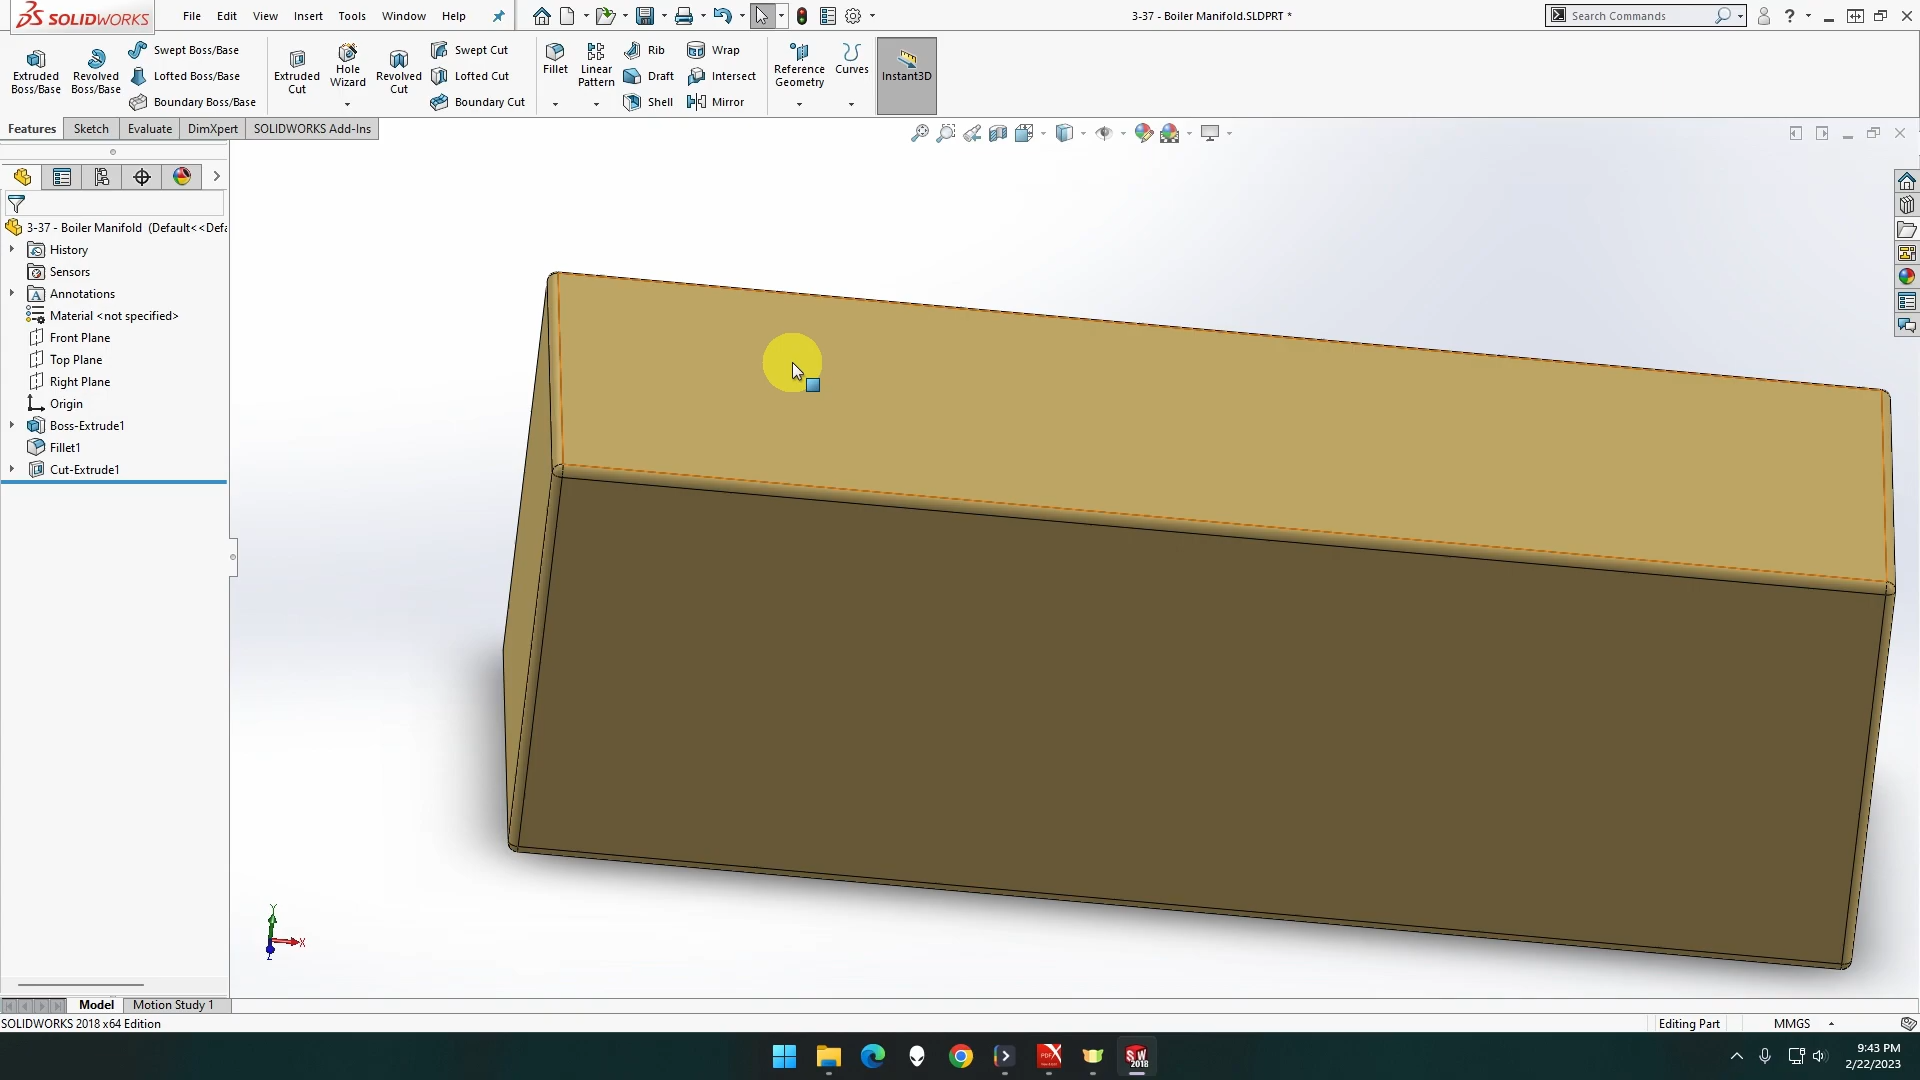 SOLIDWORKS File Edit View Insert Tools Window Help 3-37 - Boiler Manifold.SLDPRT * Search Commands
Extruded Boss/Base
Revolved Boss/Base
Swept Boss/Base
Lofted Boss/Base
Boundary Boss/Base
Extruded Cut
Hole Wizard
Revolved Cut
Swept Cut
Lofted Cut
Boundary Cut
Fillet
Linear Pattern
Rib
Draft
Shell
Wrap
Intersect
Mirror
Reference Geometry
Curves
Instant3D
Features Sketch Evaluate DimXpert SOLIDWORKS Add-Ins
3-37 - Boiler Manifold (Default<<Defa
History
Sensors
Annotations
Material <not specified>
Front Plane
Top Plane
Right Plane
Origin
Boss-Extrude1
Fillet1
Cut-Extrude1
Y
X
Z
Model Motion Study 1
SOLIDWORKS 2018 x64 Edition Editing Part MMGS
9:43 PM
2/22/2023